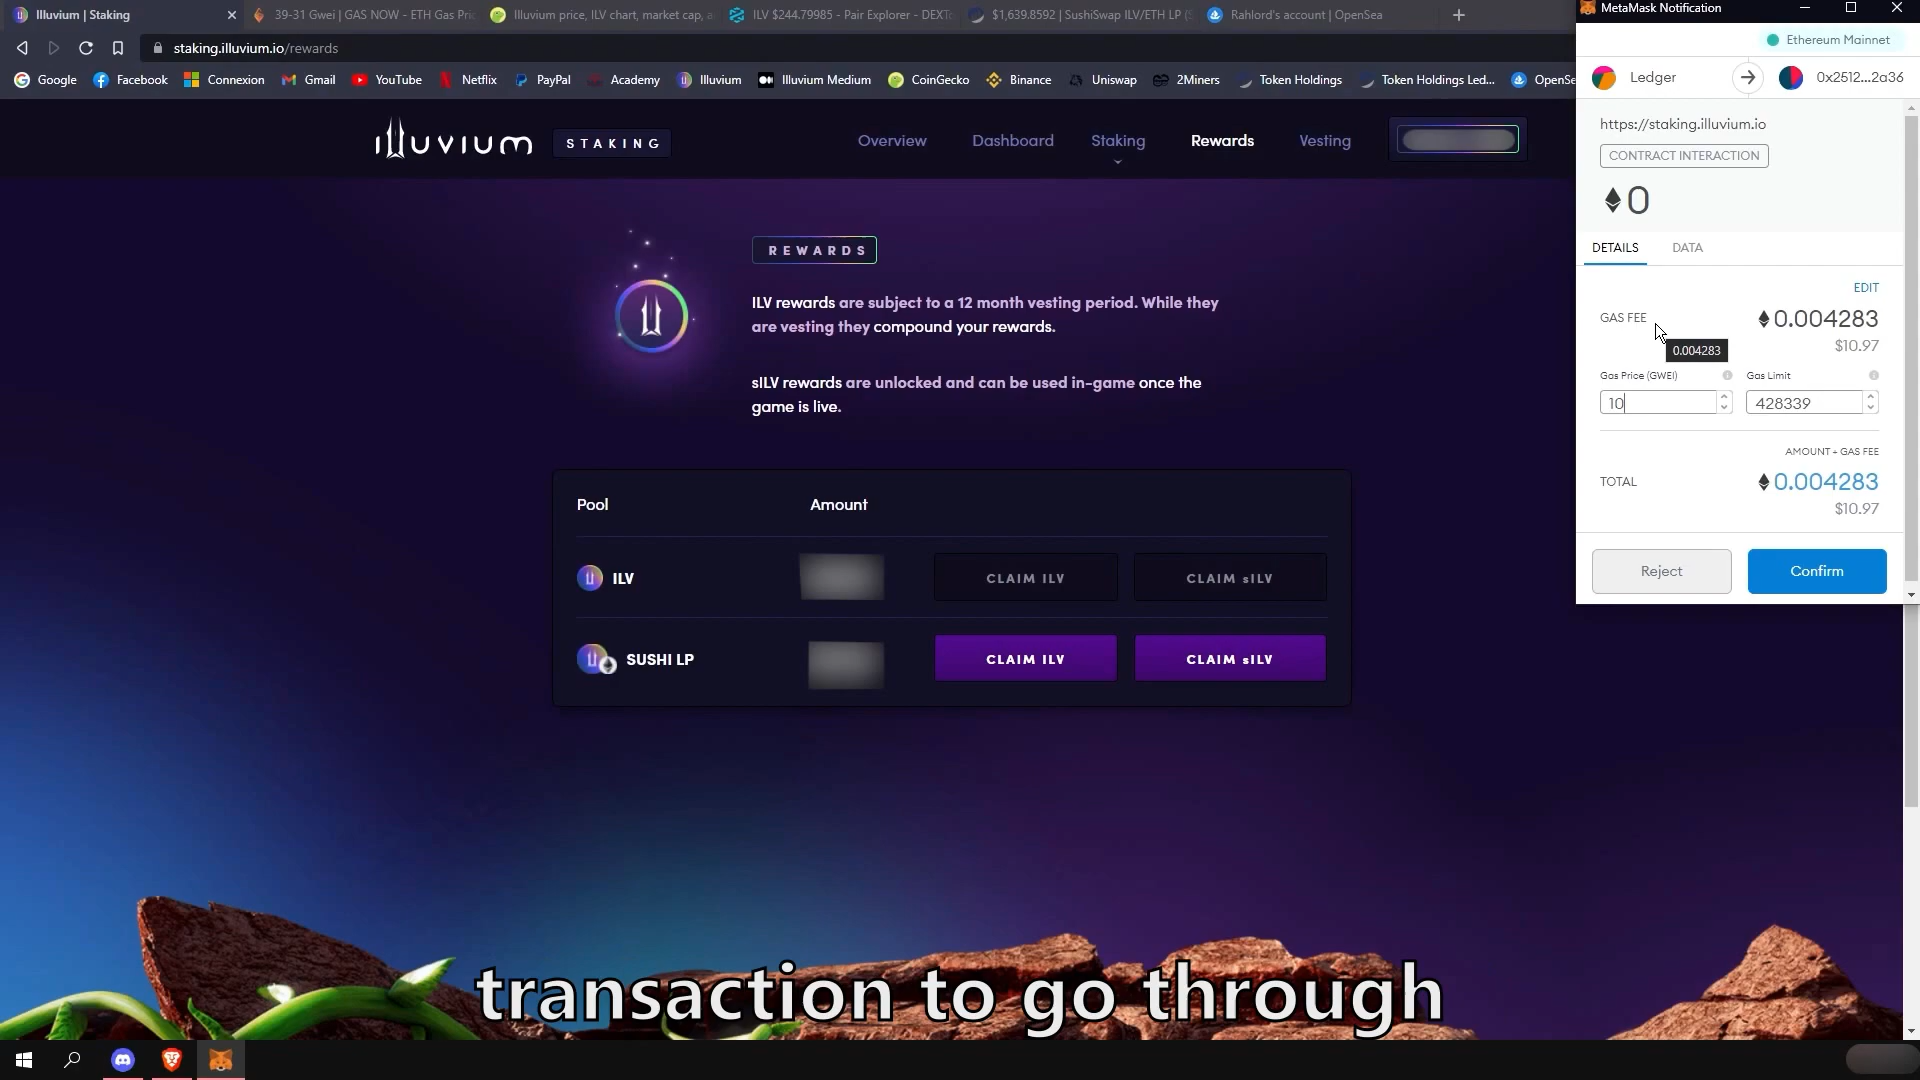 Illuvium | Staking
39-31 Gwei | GAS NOW - ETH Gas Pric
Illuvium price, ILV chart, market cap, a
ILV $244.79985 - Pair Explorer - DEXTo
$1,639.8592 | SushiSwap ILV/ETH LP (S
Rahlord's account | OpenSea
staking.illuvium.io/rewards
Google
Facebook
Connexion
Gmail
YouTube
Netflix
PayPal
Academy
Illuvium
Illuvium Medium
CoinGecko
Binance
Uniswap
2Miners
Token Holdings
Token Holdings Led...
OpenSe
illuvium
STAKING
Overview
Dashboard
Staking
Rewards
Vesting
REWARDS
ILV rewards are subject to a 12 month vesting period. While they
are vesting they compound your rewards.
sILV rewards are unlocked and can be used in-game once the
game is live.
Pool
Amount
ILV
CLAIM ILV
CLAIM sILV
SUSHI LP
CLAIM ILV
CLAIM sILV
MetaMask Notification
Ethereum Mainnet
Ledger
0x2512...2a36
https://staking.illuvium.io
CONTRACT INTERACTION
0
DETAILS
DATA
EDIT
GAS FEE
0.004283
0.004283
$10.97
Gas Price (GWEI)
Gas Limit
10
428339
AMOUNT + GAS FEE
TOTAL
0.004283
$10.97
Reject
Confirm
transaction to go through